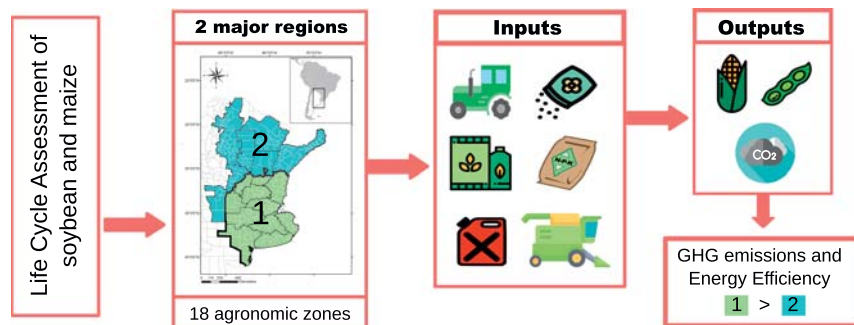 Life Cycle Assessment of
soybean and maize
2 major regions
2
1
18 agronomic zones
Inputs
N.P.K
Outputs
CO2
GHG emissions and
Energy Efficiency
1 > 2